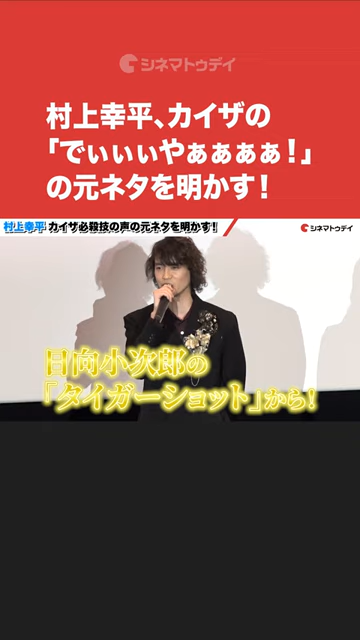 シネマトゥデイ
村上幸平、カイザの
「でぃぃぃやぁぁぁぁ！」
の元ネタを明かす！
村上幸平 カイザ必殺技の声の元ネタを明かす！
シネマトゥデイ
日向小次郎の
「タイガーショット」から！